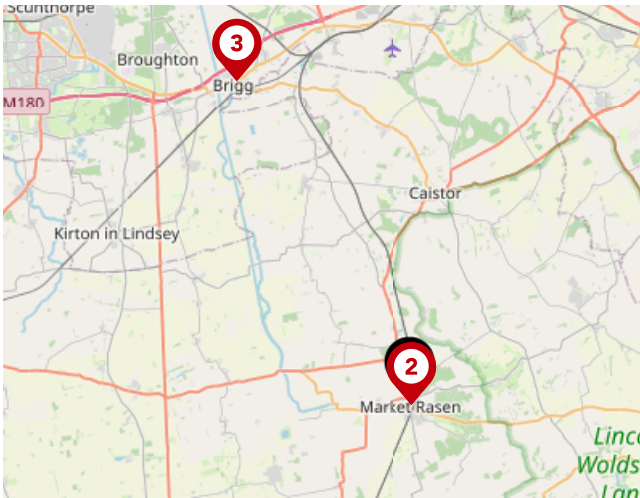 Scunthorpe
3
Broughton
Brigg
M180
Caistor
Kirton in Lindsey
2
Market Rasen
Linc
Wolds
Lan